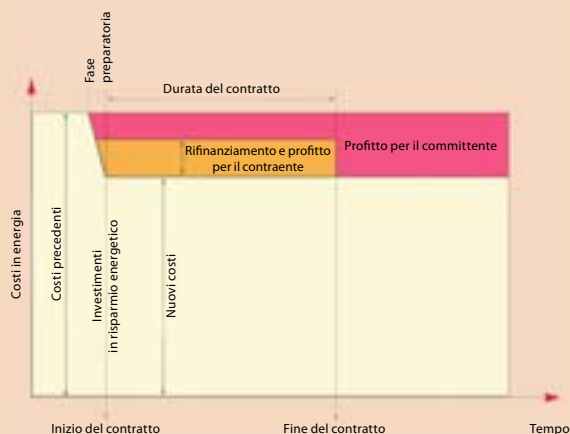 Fase
preparatoria
Durata del contratto
Rifinanziamento e profitto
per il contraente
Profitto per il committente
Costi in energia
Costi precedenti
Investimenti
in risparmio energetico
Nuovi costi
Inizio del contratto
Fine del contratto
Tempo